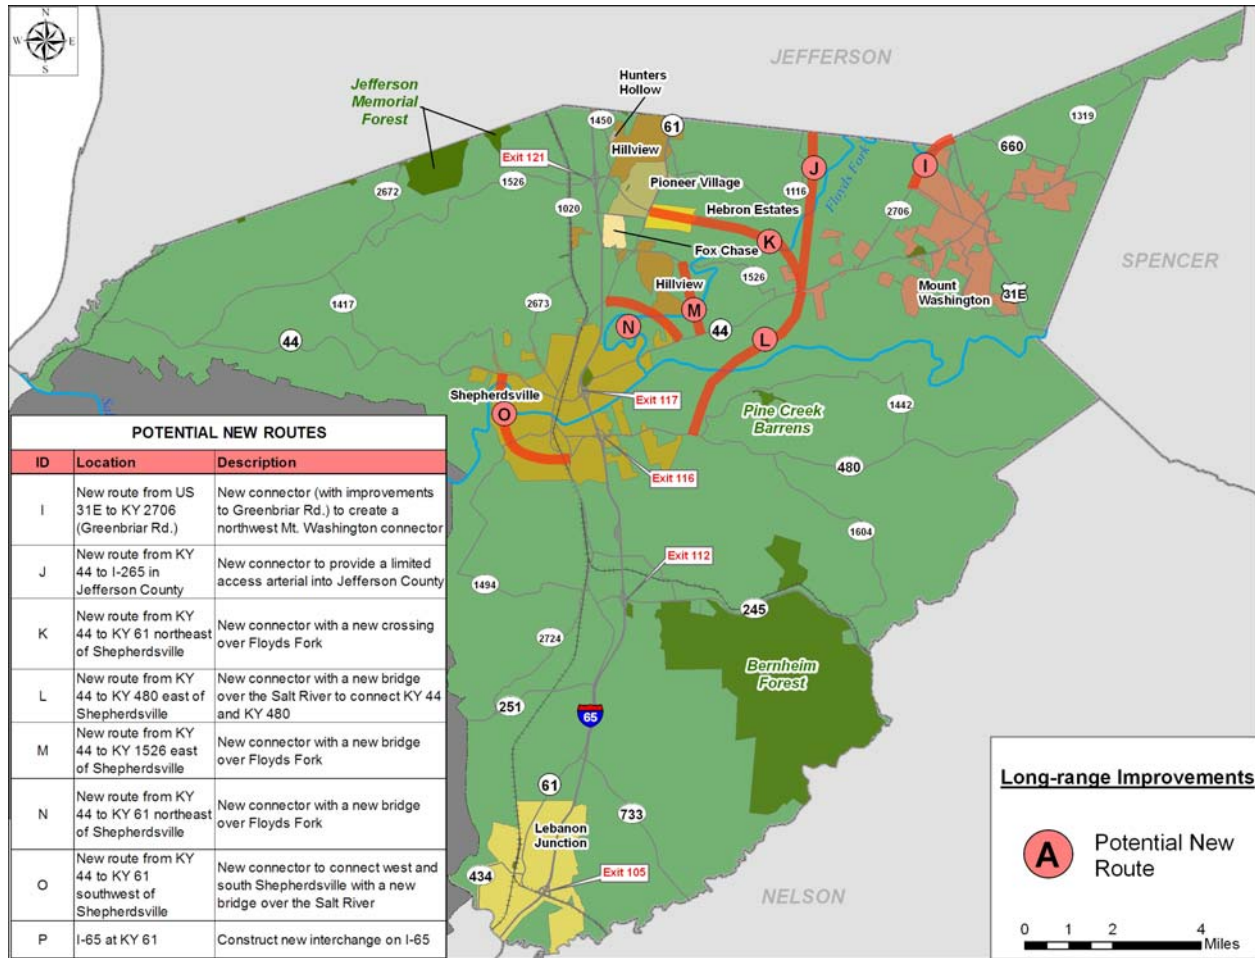 N
W E
S
JEFFERSON
Hunters
Hollow
Jefferson
Memorial
Forest
1450
61
1319
Hillview
660
Exit 121
I
J
Pioneer Village
Floyds Fork
2672
1526
1116
1020
2706
Hebron Estates
K
Fox Chase
SPENCER
1526
Hillview
Mount
Washington
31E
1417
2673
M
N
44
44
L
Shepherdsville
Exit 117
O
Pine Creek
Barrens
1442
480
Exit 116
1604
Exit 112
1494
245
2724
Bernheim
Forest
251
65
61
733
Lebanon
Junction
434
Exit 105
NELSON
POTENTIAL NEW ROUTES
ID Location Description
I New route from US 31E to KY 2706 (Greenbriar Rd.) New connector (with improvements to Greenbriar Rd.) to create a northwest Mt. Washington connector
J New route from KY 44 to I-265 in Jefferson County New connector to provide a limited access arterial into Jefferson County
K New route from KY 44 to KY 61 northeast of Shepherdsville New connector with a new crossing over Floyds Fork
L New route from KY 44 to KY 480 east of Shepherdsville New connector with a new bridge over the Salt River to connect KY 44 and KY 480
M New route from KY 44 to KY 1526 east of Shepherdsville New connector with a new bridge over Floyds Fork
N New route from KY 44 to KY 61 northeast of Shepherdsville New connector with a new bridge over Floyds Fork
O New route from KY 44 to KY 61 southwest of Shepherdsville New connector to connect west and south Shepherdsville with a new bridge over the Salt River
P I-65 at KY 61 Construct new interchange on I-65
Long-range Improvements
A Potential New
Route
0 1 2 4
Miles